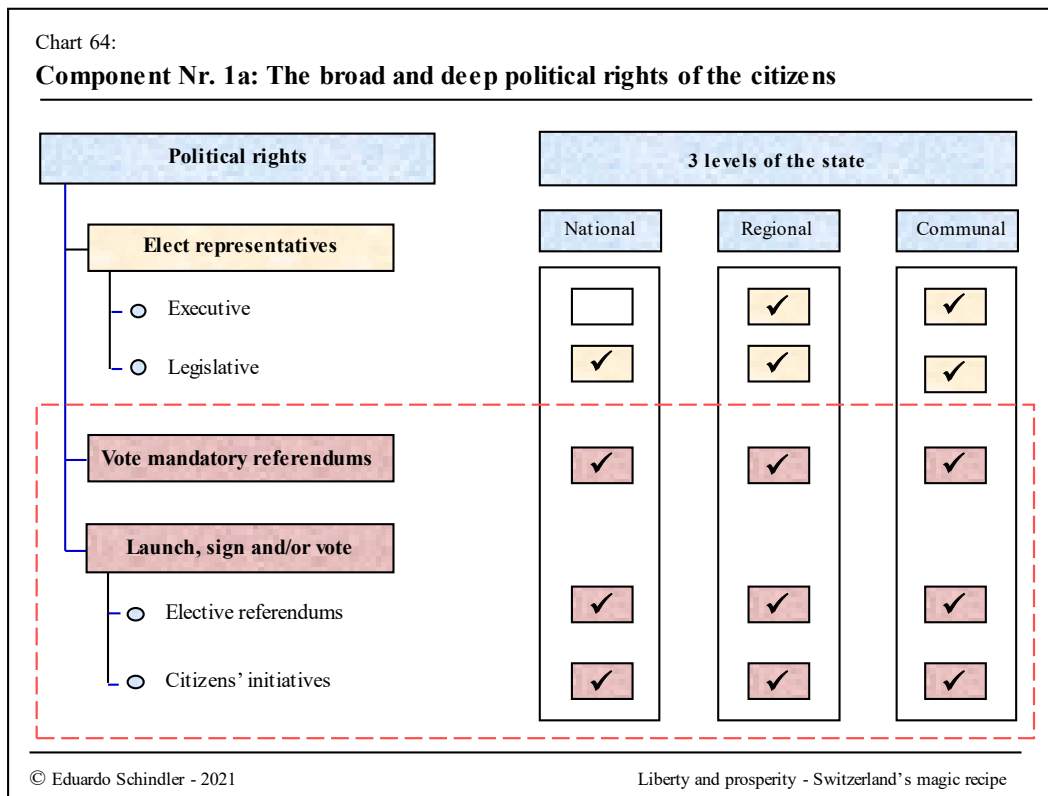 Chart 64:
Component Nr. 1a: The broad and deep political rights of the citizens
Political rights
3 levels of the state
National
Regional
Communal
Elect representatives
Executive
✓
✓
Legislative
✓
✓
✓
Vote mandatory referendums
✓
✓
✓
Launch, sign and/or vote
Elective referendums
✓
✓
✓
Citizens’ initiatives
✓
✓
✓
© Eduardo Schindler - 2021
Liberty and prosperity - Switzerland’s magic recipe